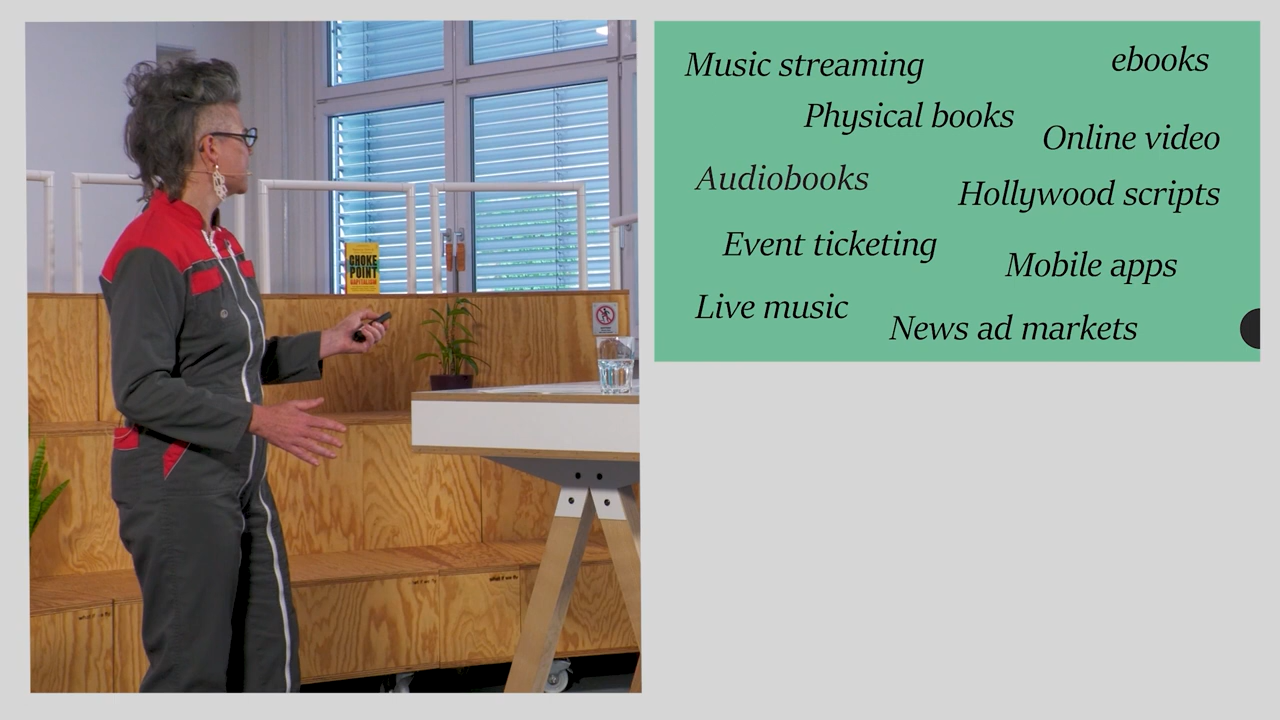 Music streaming
ebooks
Physical books
Online video
Audiobooks
Hollywood scripts
Event ticketing
Mobile apps
Live music
News ad markets
CHOKE
POINT
KAPITALISM